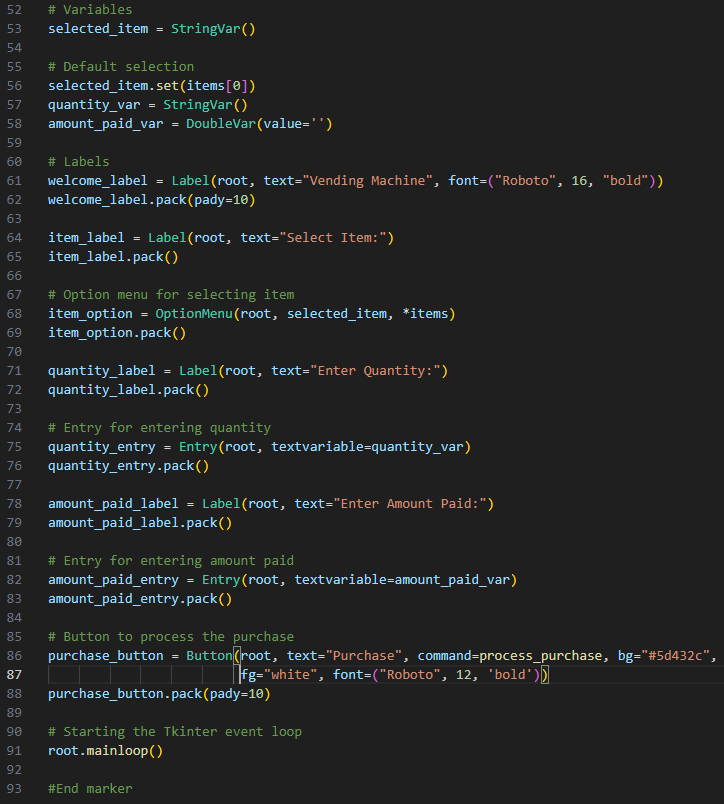 52 # Variables
53 selected_item = StringVar()
54
55 # Default selection
56 selected_item.set(items[0])
57 quantity_var = StringVar()
58 amount_paid_var = DoubleVar(value='')
59
60 # Labels
61 welcome_label = Label(root, text="Vending Machine", font=("Roboto", 16, "bold"))
62 welcome_label.pack(pady=10)
63
64 item_label = Label(root, text="Select Item:")
65 item_label.pack()
66
67 # Option menu for selecting item
68 item_option = OptionMenu(root, selected_item, *items)
69 item_option.pack()
70
71 quantity_label = Label(root, text="Enter Quantity:")
72 quantity_label.pack()
73
74 # Entry for entering quantity
75 quantity_entry = Entry(root, textvariable=quantity_var)
76 quantity_entry.pack()
77
78 amount_paid_label = Label(root, text="Enter Amount Paid:")
79 amount_paid_label.pack()
80
81 # Entry for entering amount paid
82 amount_paid_entry = Entry(root, textvariable=amount_paid_var)
83 amount_paid_entry.pack()
84
85 # Button to process the purchase
86 purchase_button = Button(root, text="Purchase", command=process_purchase, bg="#5d432c",
87 fg="white", font=("Roboto", 12, 'bold'))
88 purchase_button.pack(pady=10)
89
90 # Starting the Tkinter event loop
91 root.mainloop()
92
93 #End marker